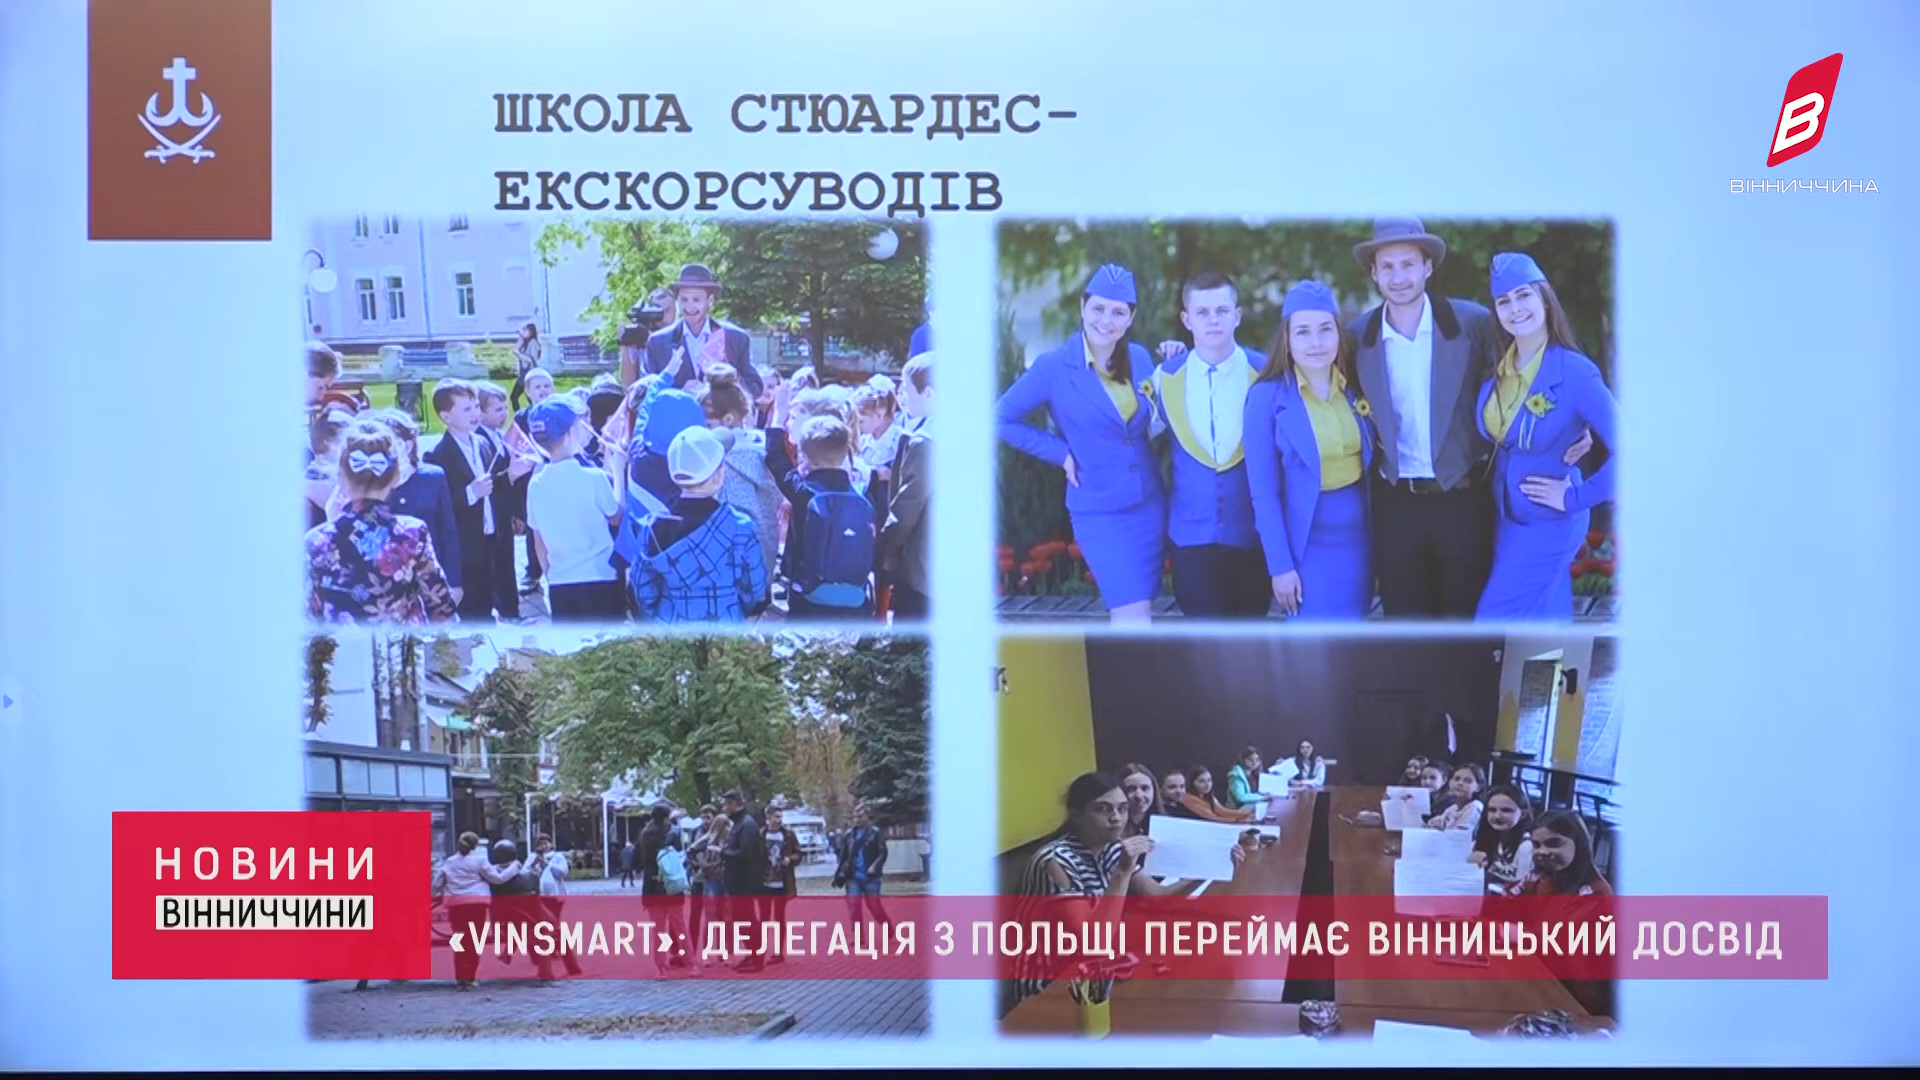 ШКОЛА СТЮАРДЕС-
ЕКСКОРСУВОДІВ
В
ВІННИЧЧИНА
НОВИНИ
ВІННИЧЧИНИ
«VINSMART»: ДЕЛЕГАЦІЯ З ПОЛЬЩІ ПЕРЕЙМАЄ ВІННИЦЬКИЙ ДОСВІД